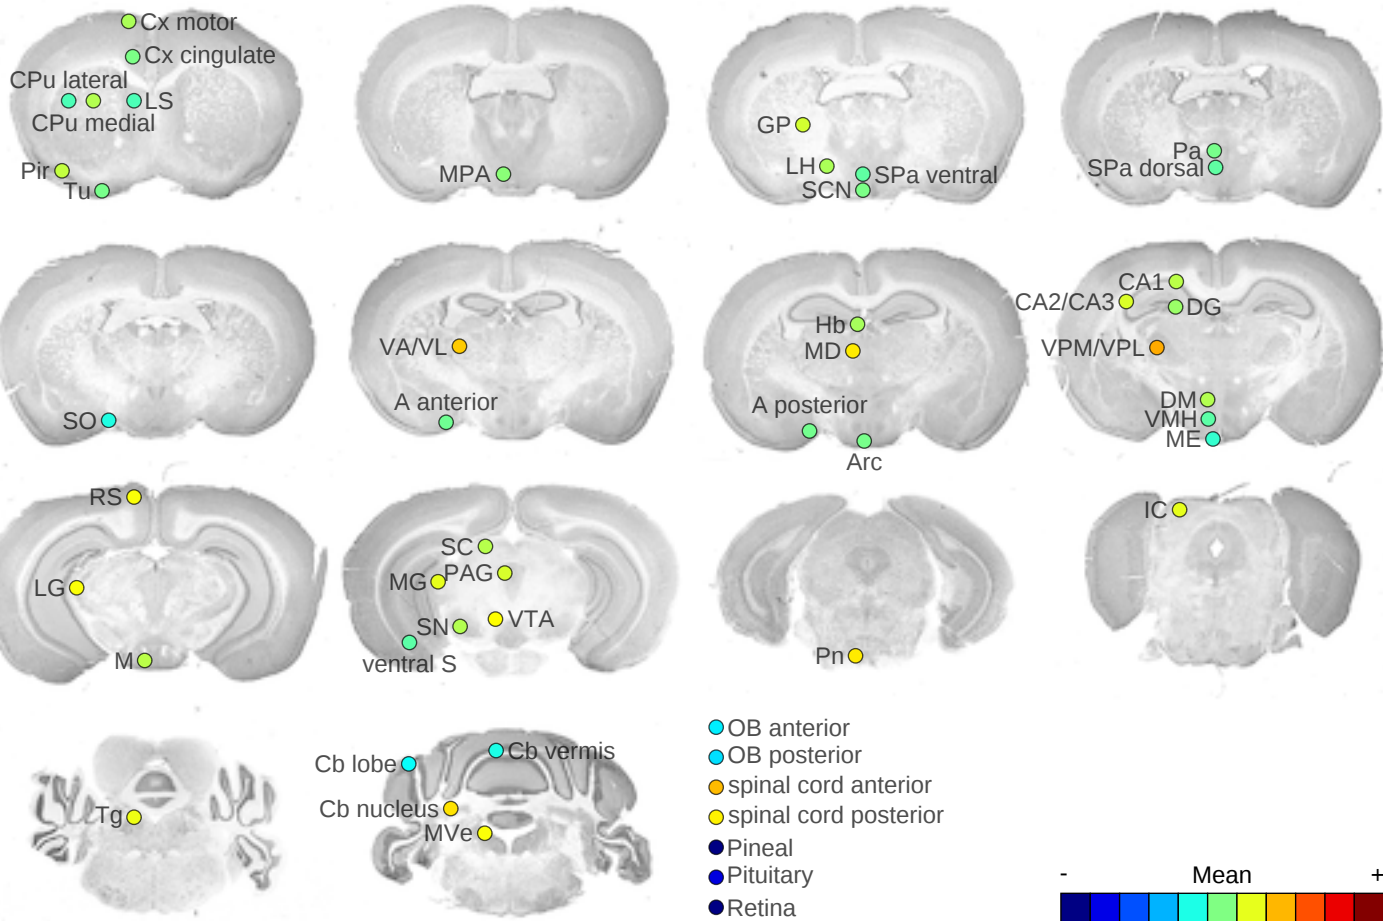 Cx motor
Cx cingulate
CPu lateral
LS
CPu medial
Pir
Tu
MPA
GP
LH
SPa ventral
SCN
Pa
SPa dorsal
SO
VA/VL
A anterior
Hb
MD
A posterior
Arc
CA1
CA2/CA3
DG
VPM/VPL
DM
VMH
ME
RS
LG
M
SC
MG
PAG
VTA
SN
ventral S
Pn
IC
Tg
Cb lobe
Cb vermis
Cb nucleus
MVe
OB anterior
OB posterior
spinal cord anterior
spinal cord posterior
Pineal
Pituitary
Retina
- Mean +